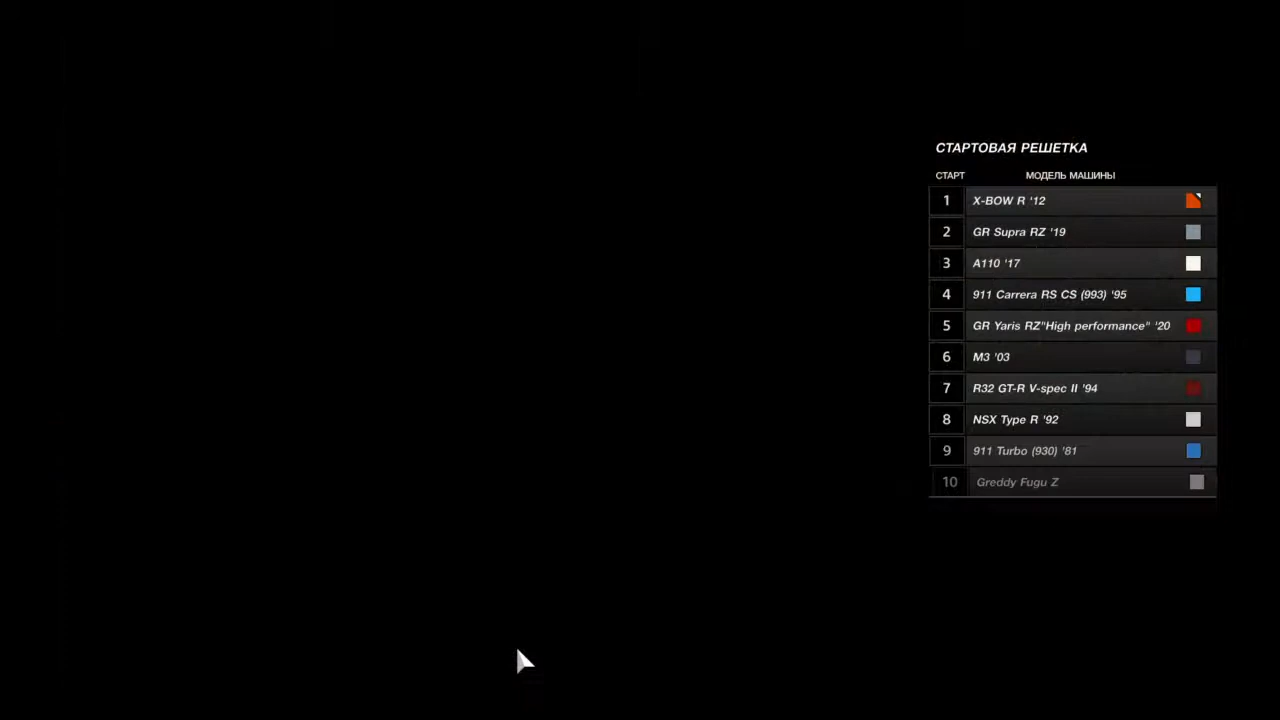 СТАРТОВАЯ РЕШЕТКА
СТАРТ МОДЕЛЬ МАШИНЫ
1 X-BOW R '12
2 GR Supra RZ '19
3 A110 '17
4 911 Carrera RS CS (993) '95
5 GR Yaris RZ"High performance" '20
6 M3 '03
7 R32 GT-R V-spec II '94
8 NSX Type R '92
9 911 Turbo (930) '81
10 Greddy Fugu Z